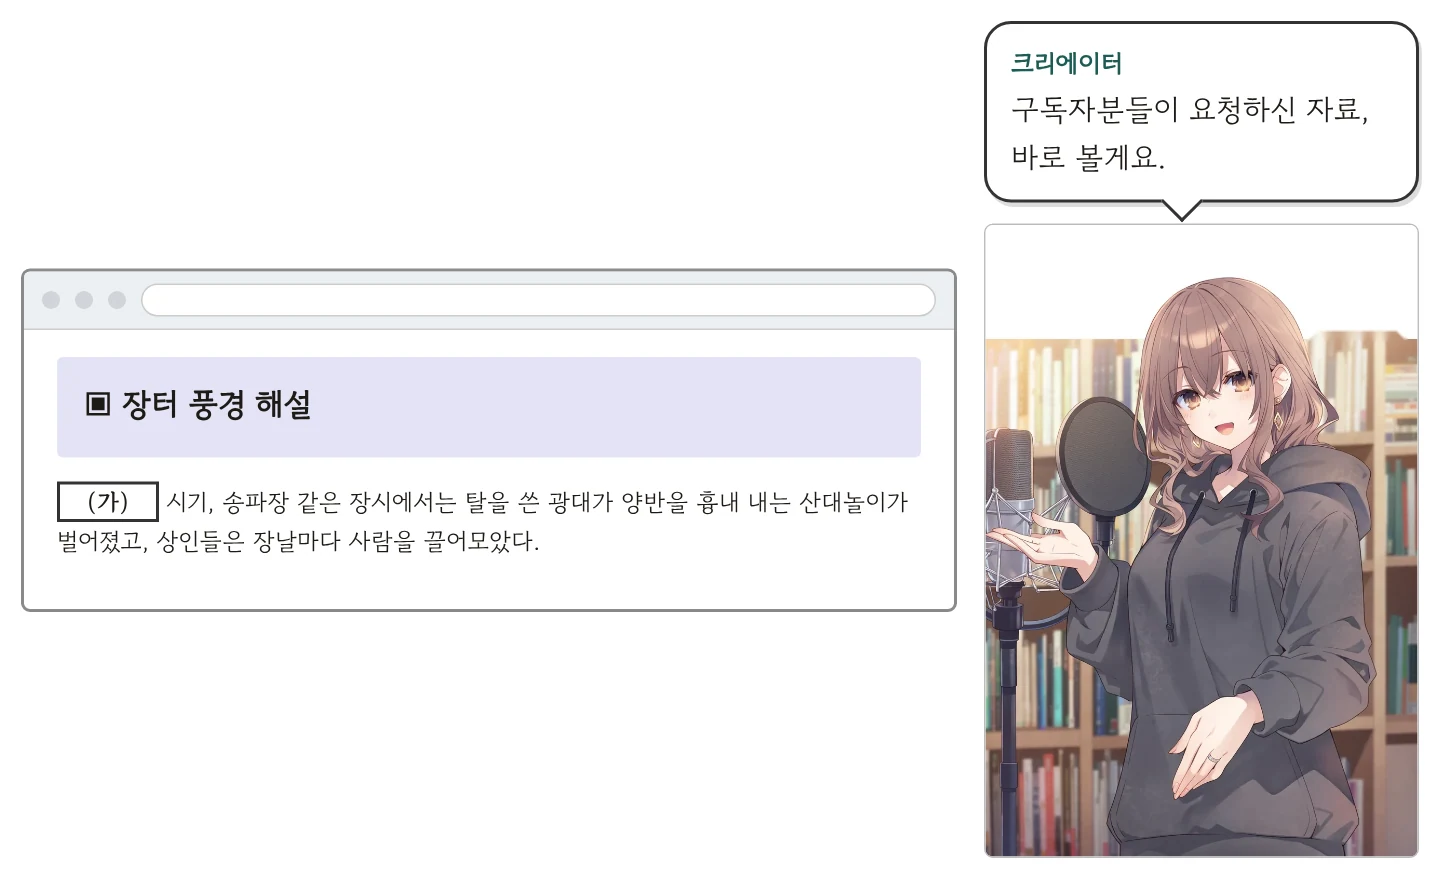 크리에이터
구독자분들이 요청하신 자료,
바로 볼게요.
▣ 장터 풍경 해설
(가) 시기, 송파장 같은 장시에서는 탈을 쓴 광대가 양반을 흉내 내는 산대놀이가
벌어졌고, 상인들은 장날마다 사람을 끌어모았다.